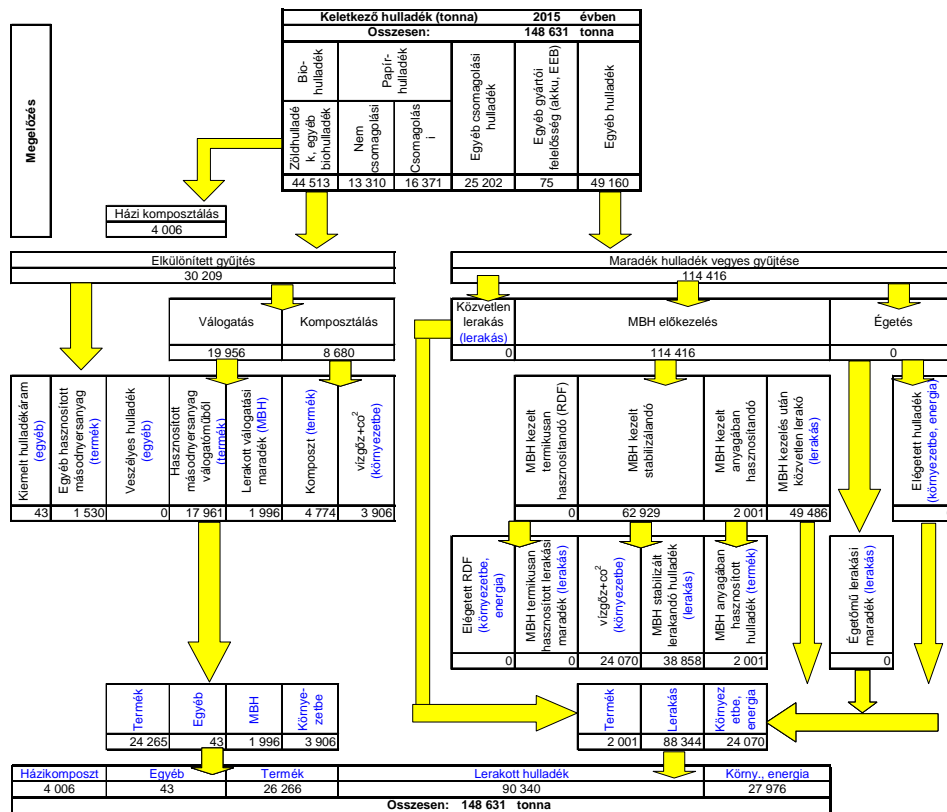 Keletkező hulladék (tonna) 2015 évben
Osszesen: 148 631 tonna
Megelőzés
Bio-
hulladék
Papír-
hulladék
Zöldhulladé
k, egyéb
biohulladék
Nem
csomagolási
Csomagolás
i
Egyéb csomagolási
hulladék
Egyéb gyártói
felelősség (akku, EEB)
Egyéb hulladék
44 513 13 310 16 371 25 202 75 49 160
Házi komposztálás
4 006
Elkülönített gyűjtés
30 209
Maradék hulladék vegyes gyűjtése
114 416
Válogatás
19 956
Komposztálás
8 680
Közvetlen
lerakás
(lerakás)
0
MBH előkezelés
114 416
Égetés
0
Kiemelt hulladékáram
(egyéb)
Egyéb hasznosított
másodnyersanyag
(termék)
Veszélyes hulladék
(egyéb)
Hasznosított
másodnyersanyag
válogatóműből
(termék)
Lerakott válogatási
maradék (MBH)
Komposzt (termék)
vízgőz+co²
(környezetbe)
43 1 530 0 17 961 1 996 4 774 3 906
MBH kezelt
termikusan
hasznosítandó (RDF)
MBH kezelt
stabilizálandó
MBH kezelt
anyagában
hasznosítandó
MBH kezelés után
közvetlen lerakó
(lerakás)
0 62 929 2 001 49 486
Elégetett hulladék
(környezetbe, energia)
Elégetett RDF
(környezetbe,
energia)
MBH termikusan
hasznosított lerakási
maradék (lerakás)
vízgőz+co²
(környezetbe)
MBH stabilizált
lerakandó hulladék
(lerakás)
MBH anyagában
hasznosított
hulladék (termék)
0 0 24 070 38 858 2 001
Égetőmű lerakási
maradék (lerakás)
0
Termék
Egyéb
MBH
Környe-
zetbe
24 265 43 1 996 3 906
Termék
Lerakás
Környez
etbe,
energia
2 001 88 344 24 070
Házikomposzt Egyéb Termék Lerakott hulladék Körny., energia
4 006 43 26 266 90 340 27 976
Osszesen: 148 631 tonna